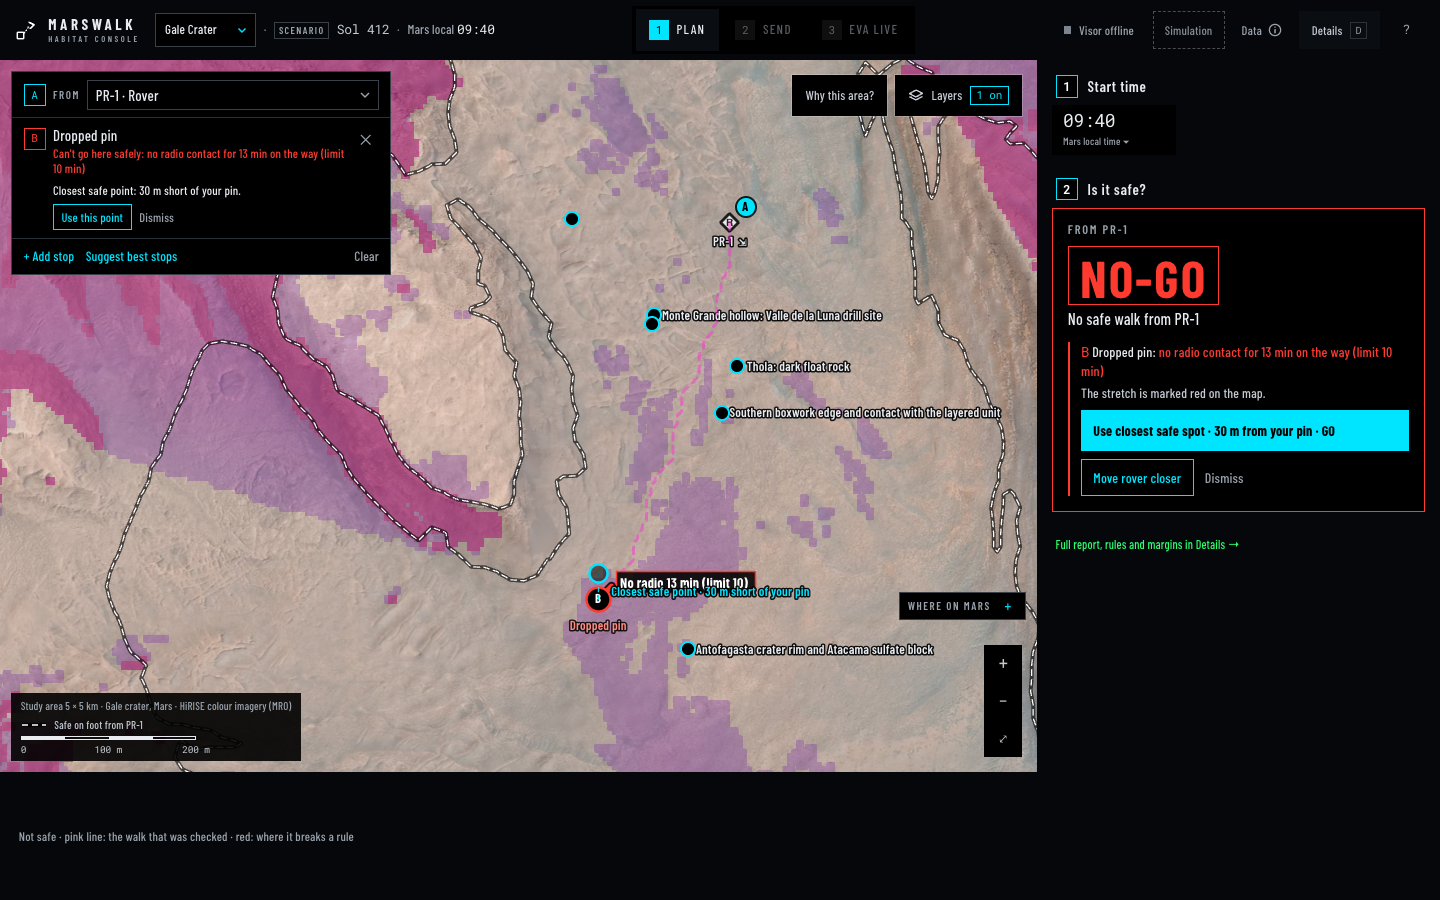 MARSWALK
HABITAT CONSOLE
Gale Crater
· SCENARIO Sol 412 · Mars local 09:40
1 PLAN
2 SEND
3 EVA LIVE
Visor offline
Simulation
Data
Details D
?
A FROM PR-1 · Rover
B Dropped pin
Can't go here safely: no radio contact for 13 min on the way (limit
10 min)
Closest safe point: 30 m short of your pin.
Use this point Dismiss
+ Add stop Suggest best stops Clear
Why this area?
Layers 1 on
A
PR-1
Monte Grande hollow: Valle de la Luna drill site
Thola: dark float rock
Southern boxwork edge and contact with the layered unit
No radio 13 min (limit 10)
Closest safe point · 30 m short of your pin
B
Dropped pin
Antofagasta crater rim and Atacama sulfate block
WHERE ON MARS +
+
−
Study area 5 × 5 km · Gale crater, Mars · HiRISE colour imagery (MRO)
Safe on foot from PR-1
0 100 m 200 m
Not safe · pink line: the walk that was checked · red: where it breaks a rule
1 Start time
09:40
Mars local time
2 Is it safe?
FROM PR-1
NO-GO
No safe walk from PR-1
B Dropped pin: no radio contact for 13 min on the way (limit 10
min)
The stretch is marked red on the map.
Use closest safe spot · 30 m from your pin · GO
Move rover closer Dismiss
Full report, rules and margins in Details →